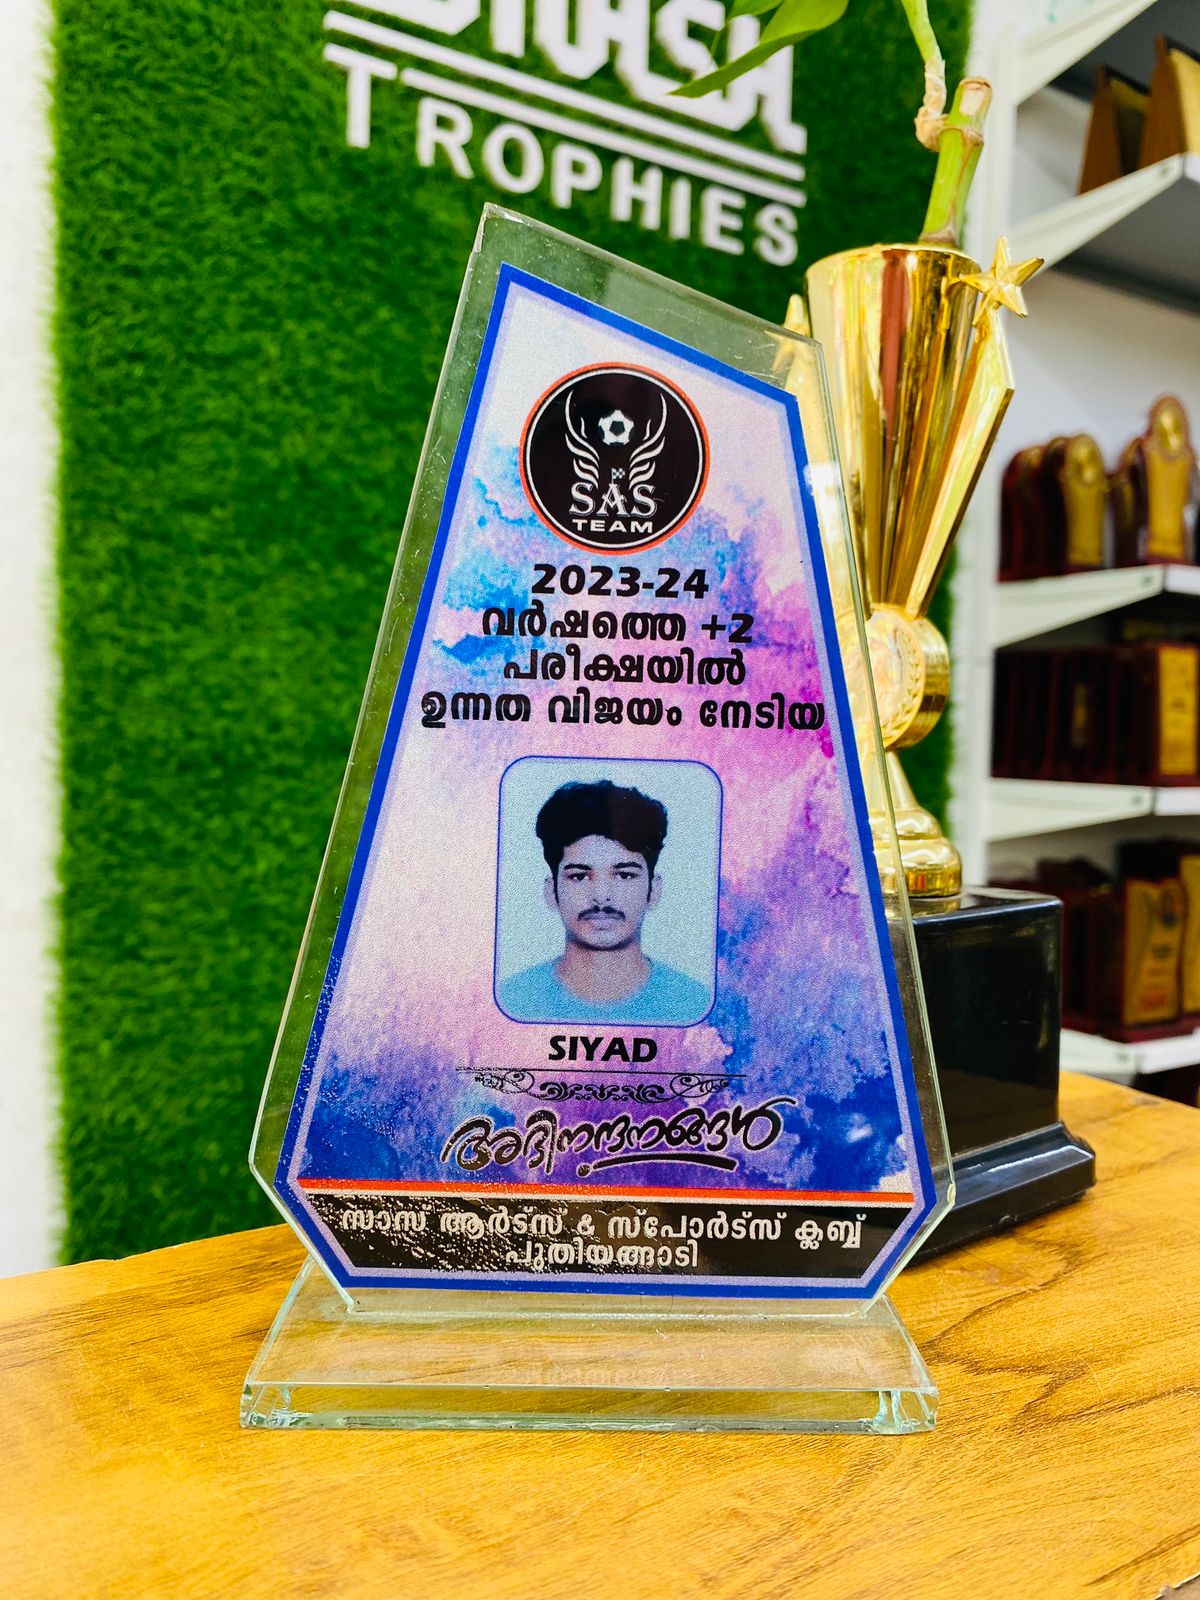 TROPHIES
SAS
TEAM
2023-24
വർഷത്തെ +2
പരീക്ഷയിൽ
ഉന്നത വിജയം നേടിയ
SIYAD
അഭിനന്ദനങ്ങൾ
സാസ് ആർട്സ് & സ്പോർട്സ് ക്ലബ്ബ്
പുതിയങ്ങാടി